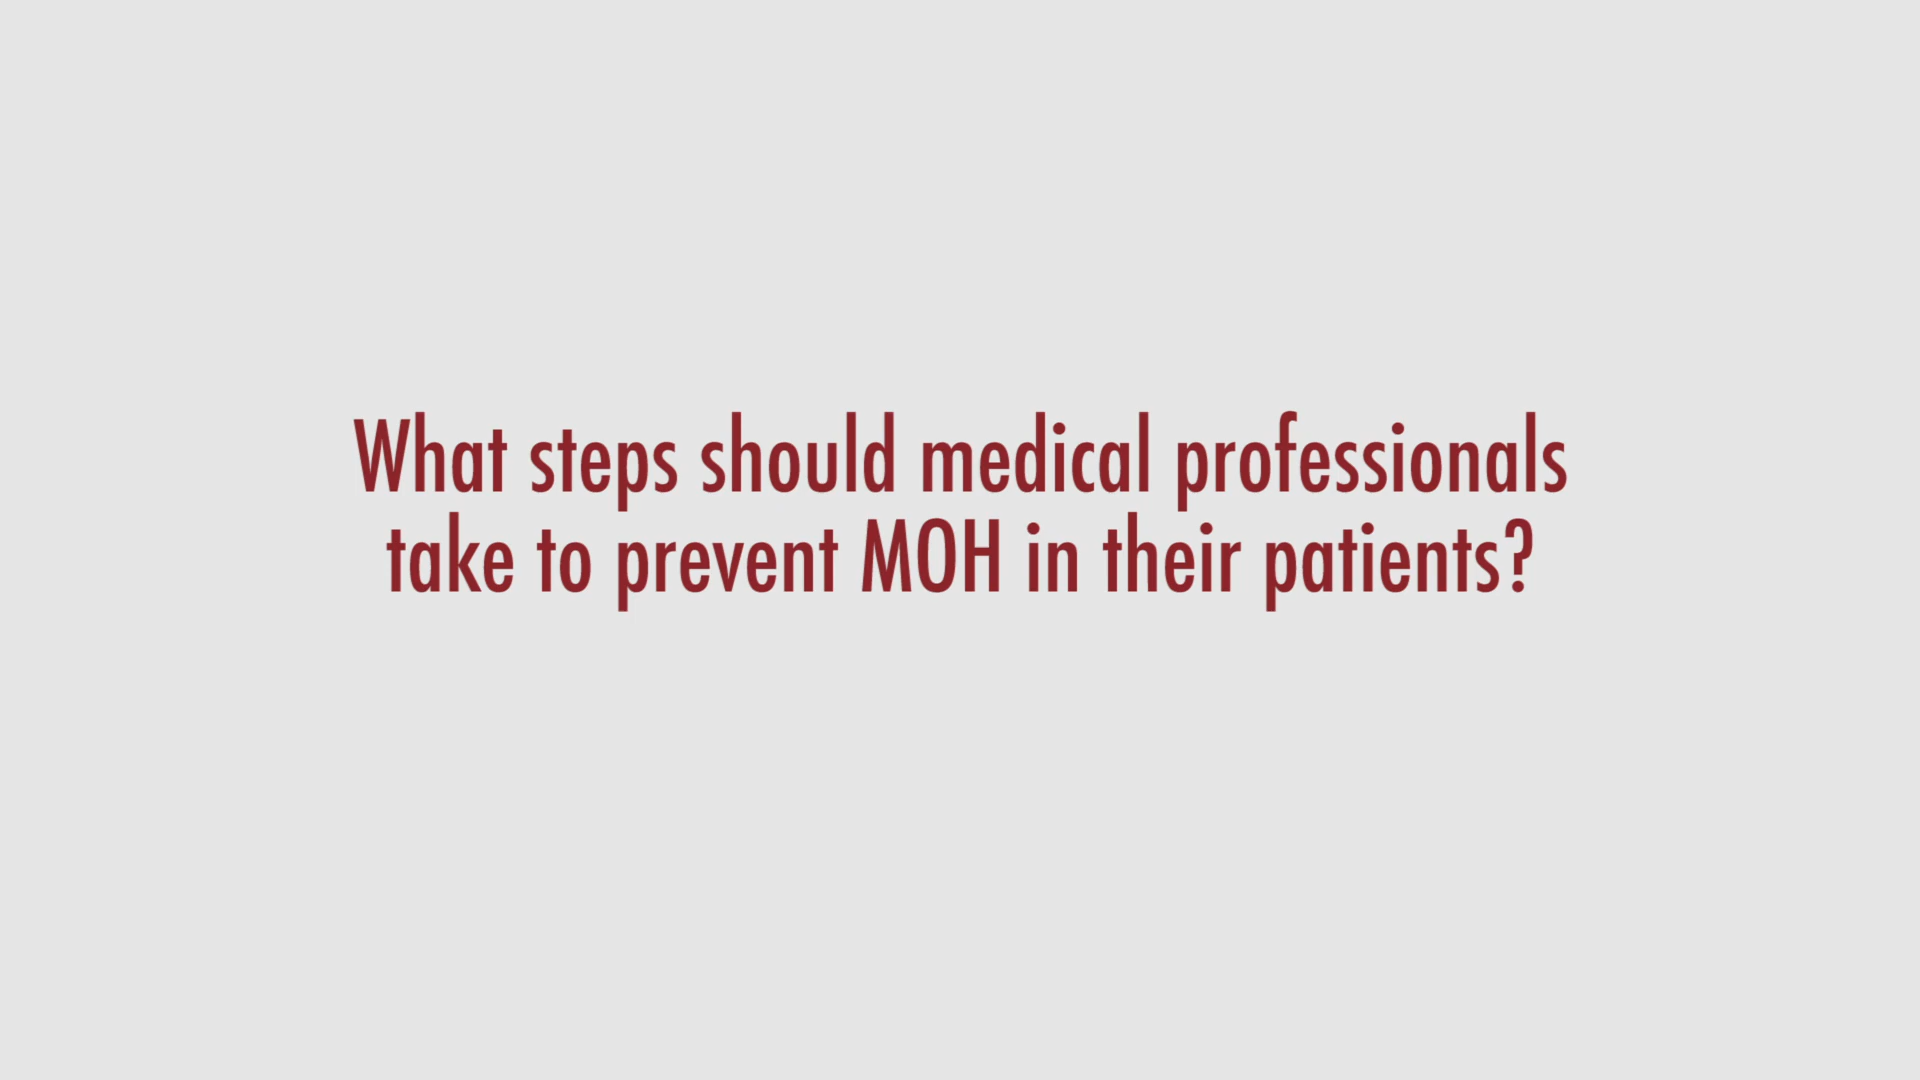 What steps should medical professionals
take to prevent MOH in their patients?